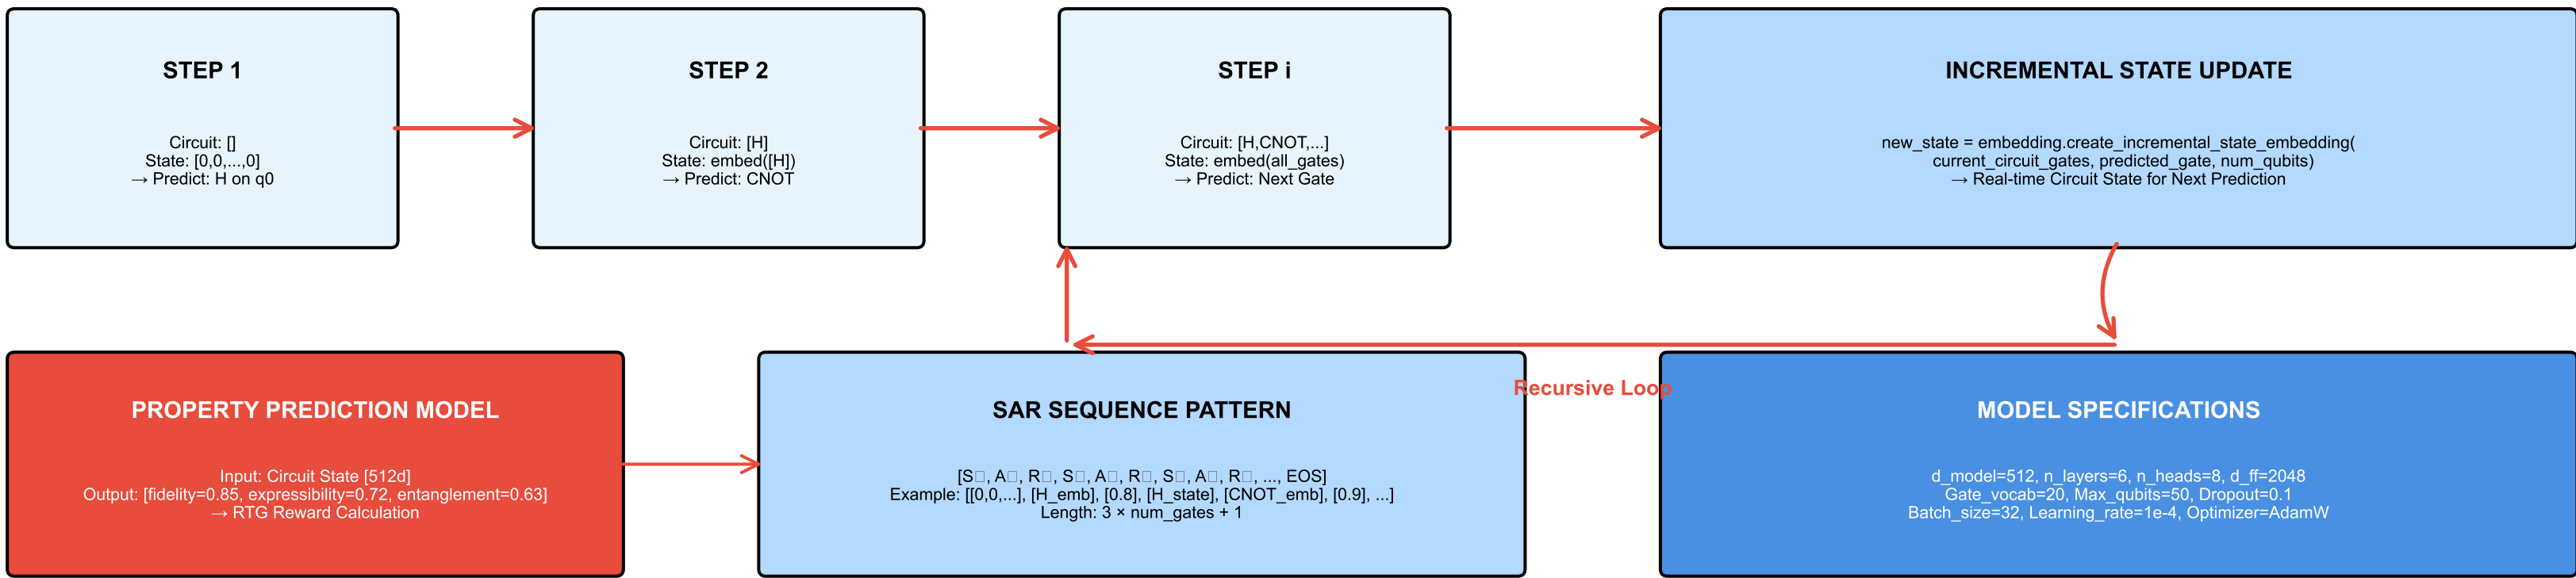 STEP 1
Circuit: []
State: [0,0,...,0]
→ Predict: H on q0
STEP 2
Circuit: [H]
State: embed([H])
→ Predict: CNOT
STEP i
Circuit: [H,CNOT,...]
State: embed(all_gates)
→ Predict: Next Gate
INCREMENTAL STATE UPDATE
new_state = embedding.create_incremental_state_embedding(
current_circuit_gates, predicted_gate, num_qubits)
→ Real-time Circuit State for Next Prediction
PROPERTY PREDICTION MODEL
Input: Circuit State [512d]
Output: [fidelity=0.85, expressibility=0.72, entanglement=0.63]
→ RTG Reward Calculation
SAR SEQUENCE PATTERN
[S□, A□, R□, S□, A□, R□, S□, A□, R□, ..., EOS]
Example: [[0,0,...], [H_emb], [0.8], [H_state], [CNOT_emb], [0.9], ...]
Length: 3 × num_gates + 1
Recursive Loop
MODEL SPECIFICATIONS
d_model=512, n_layers=6, n_heads=8, d_ff=2048
Gate_vocab=20, Max_qubits=50, Dropout=0.1
Batch_size=32, Learning_rate=1e-4, Optimizer=AdamW